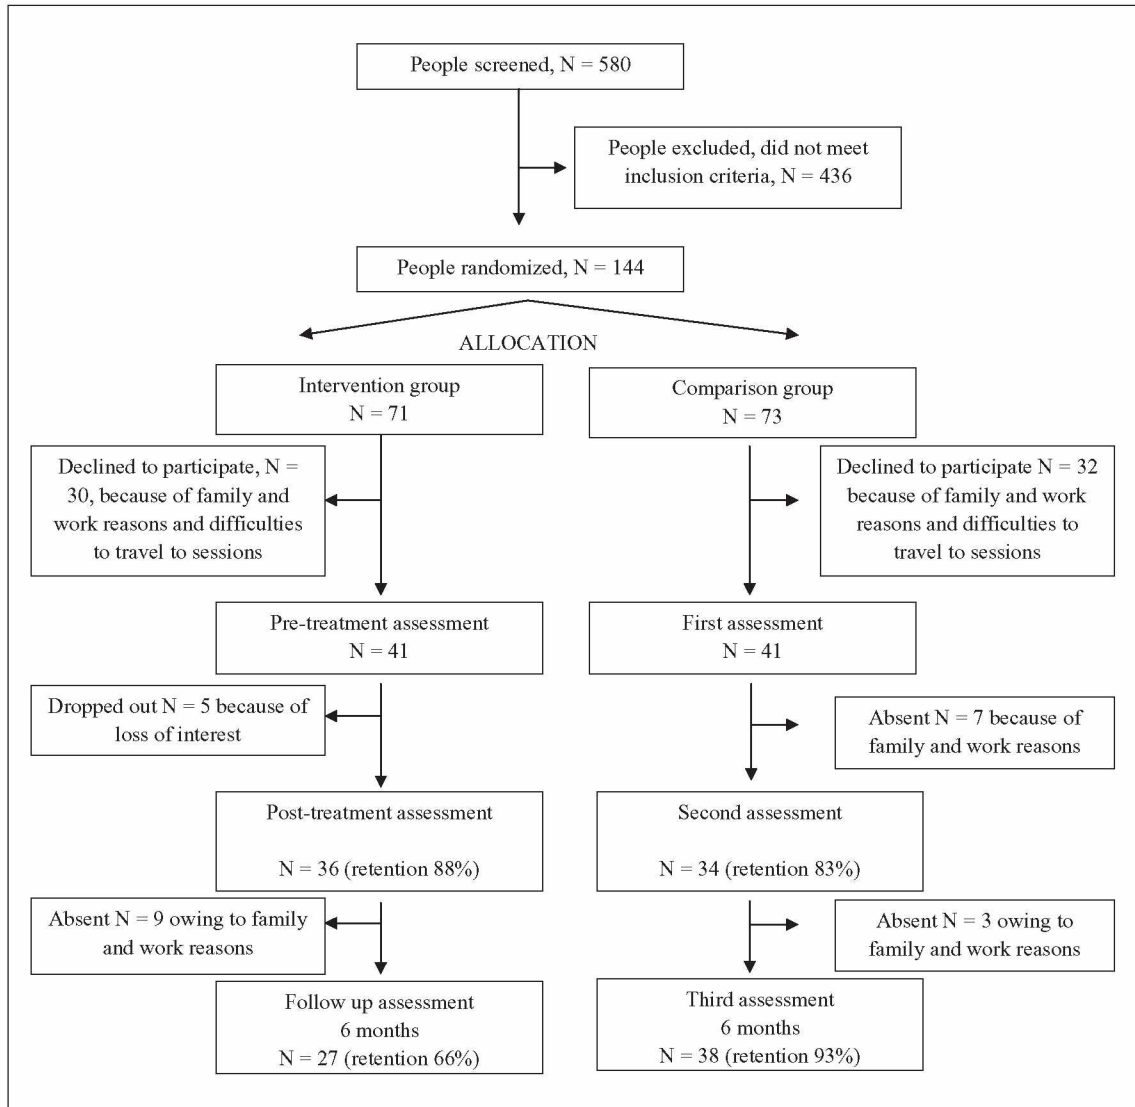 People screened, N = 580
People excluded, did not meet
inclusion criteria, N = 436
People randomized, N = 144
ALLOCATION
Intervention group
N = 71
Comparison group
N = 73
Declined to participate, N =
30, because of family and
work reasons and difficulties
to travel to sessions
Declined to participate N = 32
because of family and work
reasons and difficulties to
travel to sessions
Pre-treatment assessment
N = 41
First assessment
N = 41
Dropped out N = 5 because of
loss of interest
Absent N = 7 because of
family and work reasons
Post-treatment assessment
N = 36 (retention 88%)
Second assessment
N = 34 (retention 83%)
Absent N = 9 owing to family
and work reasons
Absent N = 3 owing to
family and work reasons
Follow up assessment
6 months
N = 27 (retention 66%)
Third assessment
6 months
N = 38 (retention 93%)